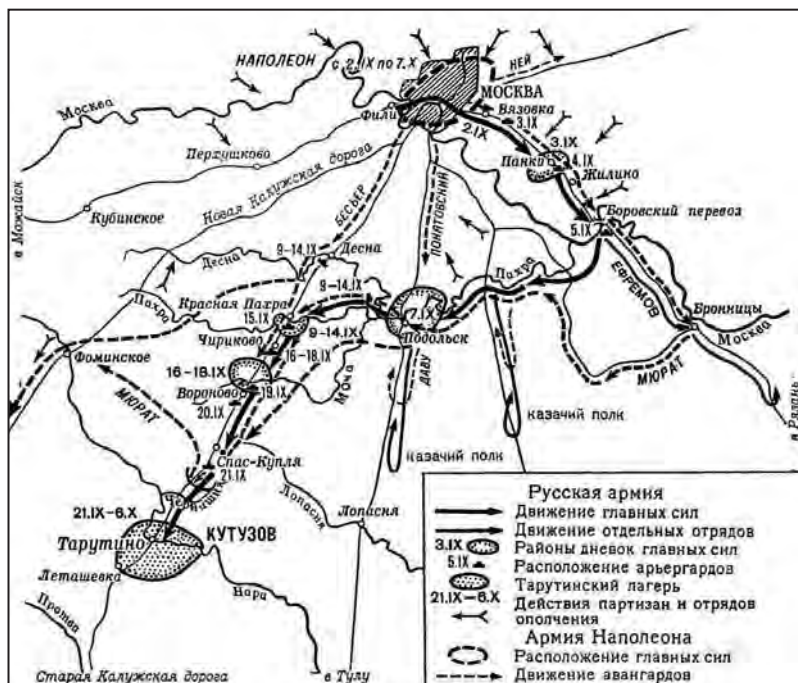 НАПОЛЕОН
с 2.IX по 7.X
НЕЙ
МОСКВА
Москва
Фили
2.IX
Вязовка
3.IX
3.IX
4.IX
Панки
Жилино
Перхушково
Новая Калужская дорога
в Можайск
Кубинское
БЕСЬЕР
ПОНАТОВСКИЙ
Боровский перевоз
5.IX
9–14.IX
Десна
Десна
Пахра
ЕФРЕМОВ
9–14.IX
Пахра
Красная Пахра
15.IX
7.IX
Бронницы
9–14.IX
Подольск
Москва
Чириково
16–18.IX
Фоминское
16–18.IX
Моча
ДАВУ
МЮРАТ
Вороново
19.IX
в Рязань
МЮРАТ
20.IX
казачий полк
Спас-Купля
21.IX
казачий полк
21.IX–6.X
Лопасня
Лопасня
Тарутино
КУТУЗОВ
Леташевка
Нара
Протва
Старая Калужская дорога
в Тулу
Русская армия
Движение главных сил
Движение отдельных отрядов
3.IX Районы дневок главных сил
5.IX Расположение арьергардов
Тарутинский лагерь
21.IX–6.X
Действия партизан и отрядов
ополчения
Армия Наполеона
Расположение главных сил
Движение авангардов